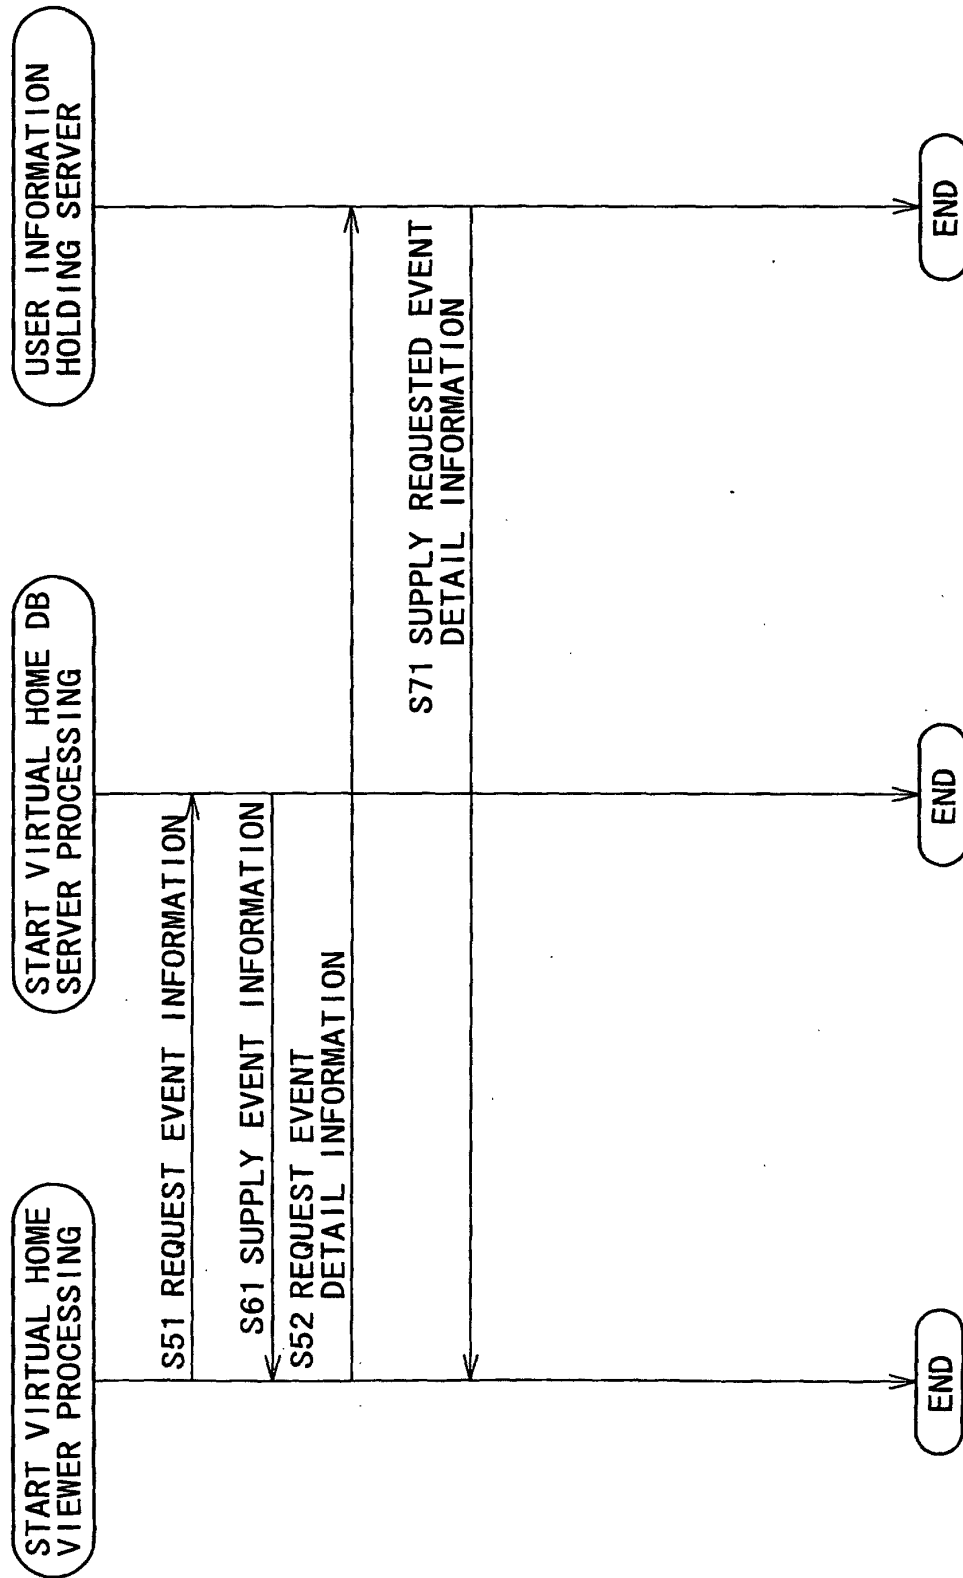 START VIRTUAL HOME
VIEWER PROCESSING
START VIRTUAL HOME DB
SERVER PROCESSING
USER INFORMATION
HOLDING SERVER
S51 REQUEST EVENT INFORMATION
S61 SUPPLY EVENT INFORMATION
S52 REQUEST EVENT
DETAIL INFORMATION
S71 SUPPLY REQUESTED EVENT
DETAIL INFORMATION
END
END
END